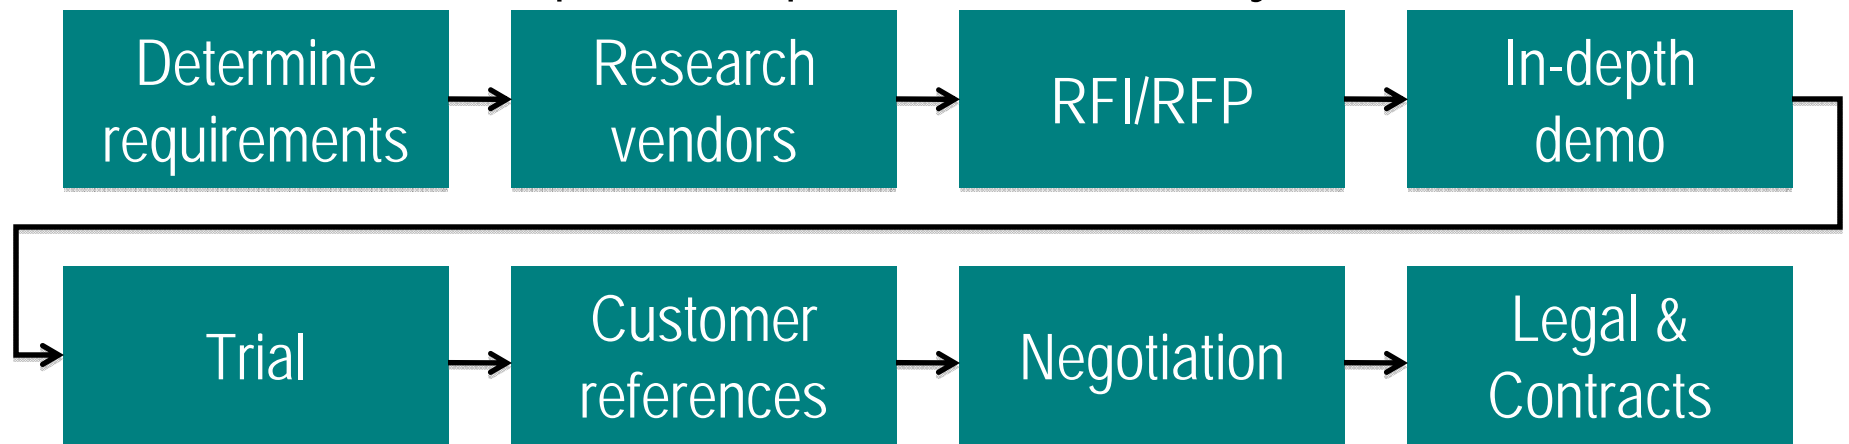 Determine
requirements
Research
vendors
RFI/RFP
In-depth
demo
Trial
Customer
references
Negotiation
Legal &
Contracts